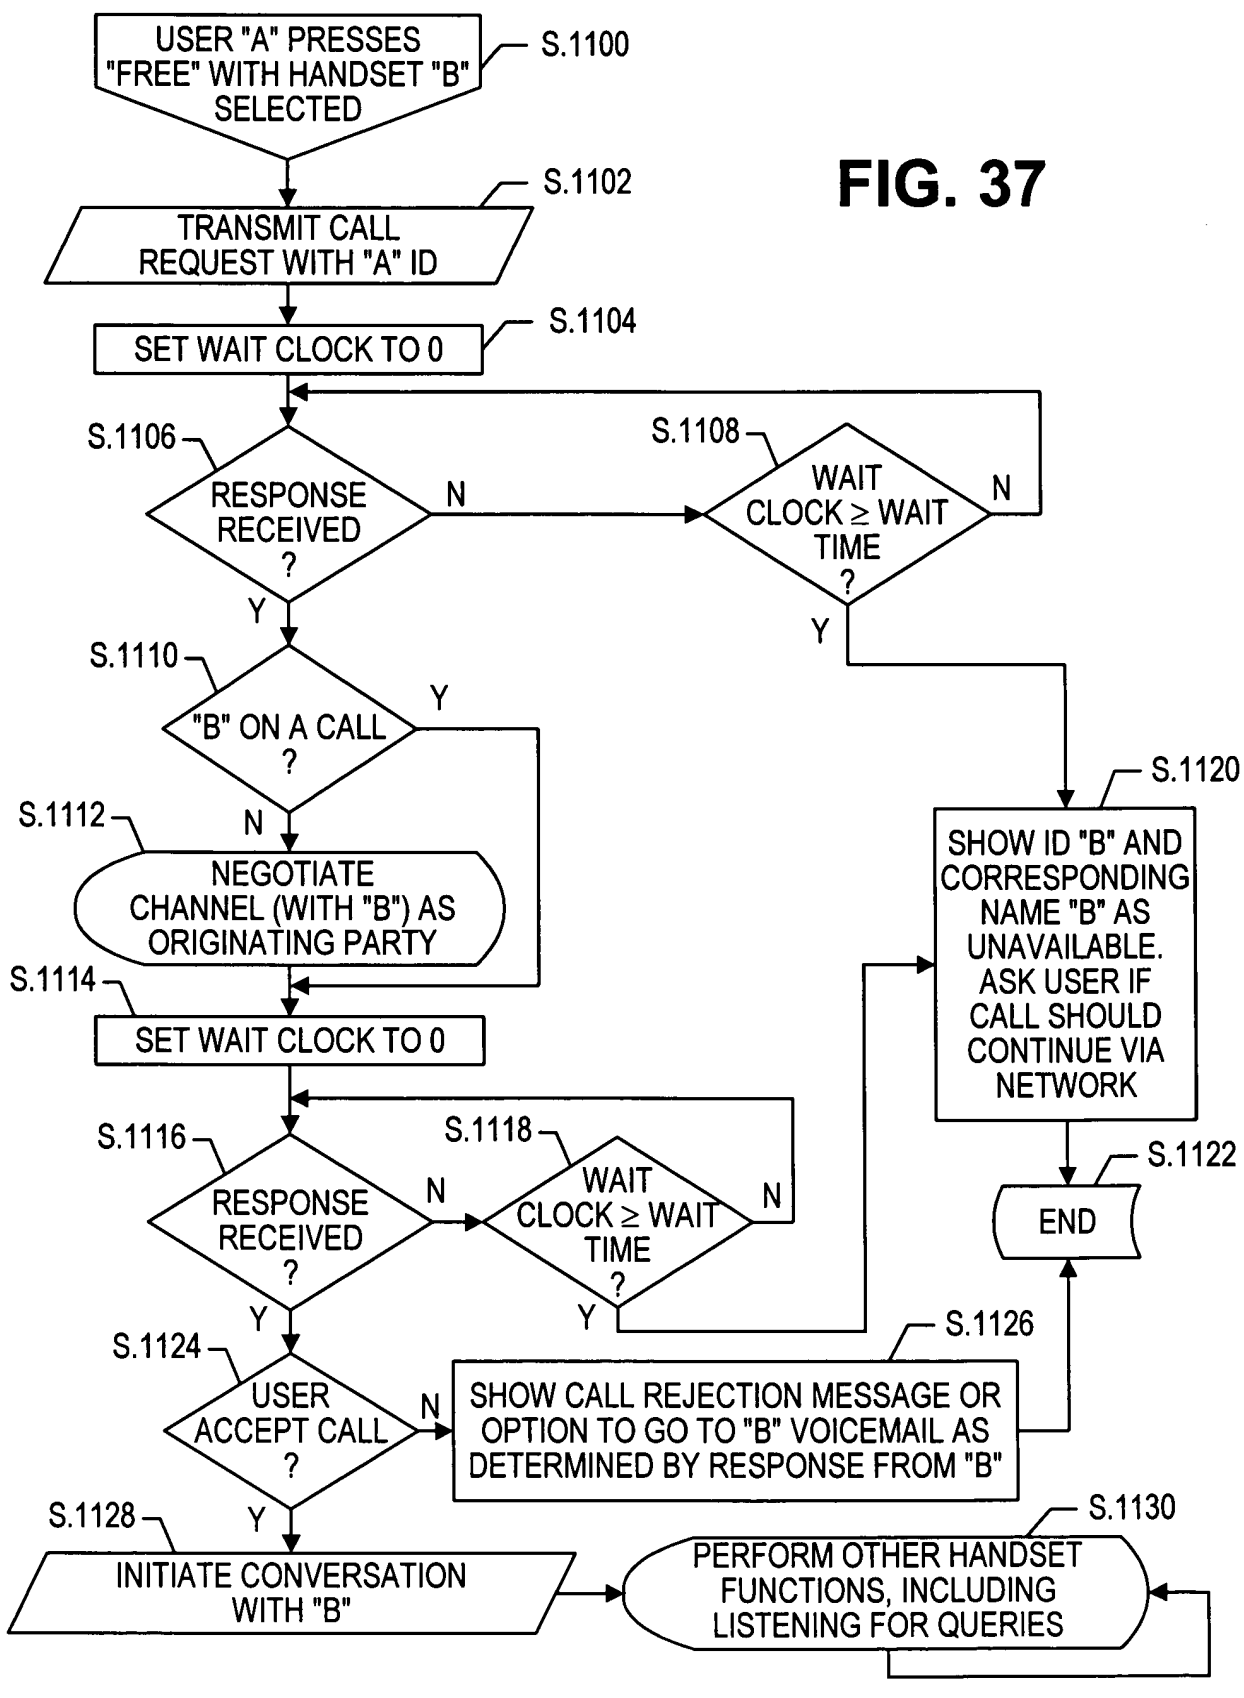 USER "A" PRESSES
"FREE" WITH HANDSET "B"
SELECTED
S.1100
FIG. 37
S.1102
TRANSMIT CALL
REQUEST WITH "A" ID
S.1104
SET WAIT CLOCK TO 0
S.1106
RESPONSE
RECEIVED
?
N
Y
S.1108
WAIT
CLOCK ≥ WAIT
TIME
?
N
Y
S.1110
"B" ON A CALL
?
Y
N
S.1112
NEGOTIATE
CHANNEL (WITH "B") AS
ORIGINATING PARTY
S.1114
SET WAIT CLOCK TO 0
S.1120
SHOW ID "B" AND
CORRESPONDING
NAME "B" AS
UNAVAILABLE.
ASK USER IF
CALL SHOULD
CONTINUE VIA
NETWORK
S.1116
RESPONSE
RECEIVED
?
N
Y
S.1118
WAIT
CLOCK ≥ WAIT
TIME
?
N
Y
S.1122
END
S.1124
USER
ACCEPT CALL
?
N
Y
S.1126
SHOW CALL REJECTION MESSAGE OR
OPTION TO GO TO "B" VOICEMAIL AS
DETERMINED BY RESPONSE FROM "B"
S.1128
INITIATE CONVERSATION
WITH "B"
S.1130
PERFORM OTHER HANDSET
FUNCTIONS, INCLUDING
LISTENING FOR QUERIES